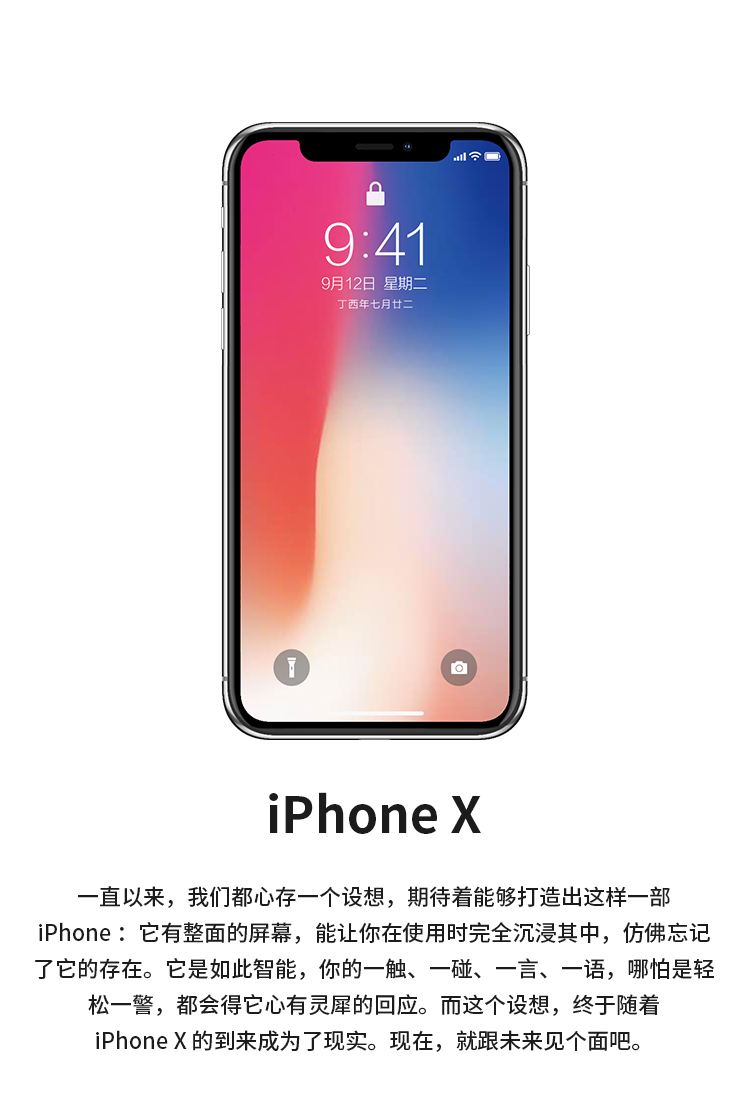 9:41
9月12日 星期二
丁酉年七月廿二
iPhone X
一直以来，我们都心存一个设想，期待着能够打造出这样一部
iPhone：它有整面的屏幕，能让你在使用时完全沉浸其中，仿佛忘记
了它的存在。它是如此智能，你的一触、一碰、一言、一语，哪怕是轻
松一警，都会得它心有灵犀的回应。而这个设想，终于随着
iPhone X 的到来成为了现实。现在，就跟未来见个面吧。